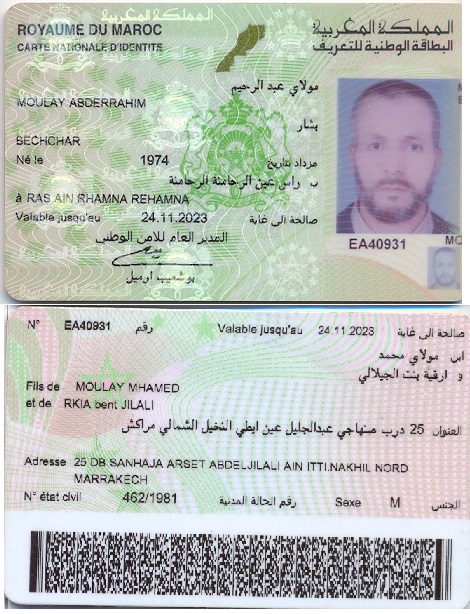 ROYAUME DU MAROC
المملكة المغربية
CARTE NATIONALE D'IDENTITE
البطاقة الوطنية للتعريف
مولاي عبد الرحيم
MOULAY ABDERRAHIM
بشار
BECHCHAR
Né le 1974 مزداد بتاريخ
ب راس عين الرحامنة الرحامنة
à RAS AIN RHAMNA REHAMNA
Valable jusqu'au 24.11.2023 صالحة الى غاية
المدير العام للامن الوطني
بوشعيب ارميل
EA40931
N° EA40931 رقم Valable jusqu'au 24.11.2023 صالحة الى غاية
ابن مولاي محمد
و ارقية بنت الجيلالي
Fils de MOULAY MHAMED
et de RKIA bent JILALI
العنوان 25 درب صنهاجي عبدالجليل عين ايطي النخيل الشمالي مراكش
Adresse 25 DB SANHAJA ARSET ABDELJILALI AIN ITTI.NAKHIL NORD
MARRAKECH
N° état civil 462/1981 رقم الحالة المدنية Sexe M الجنس